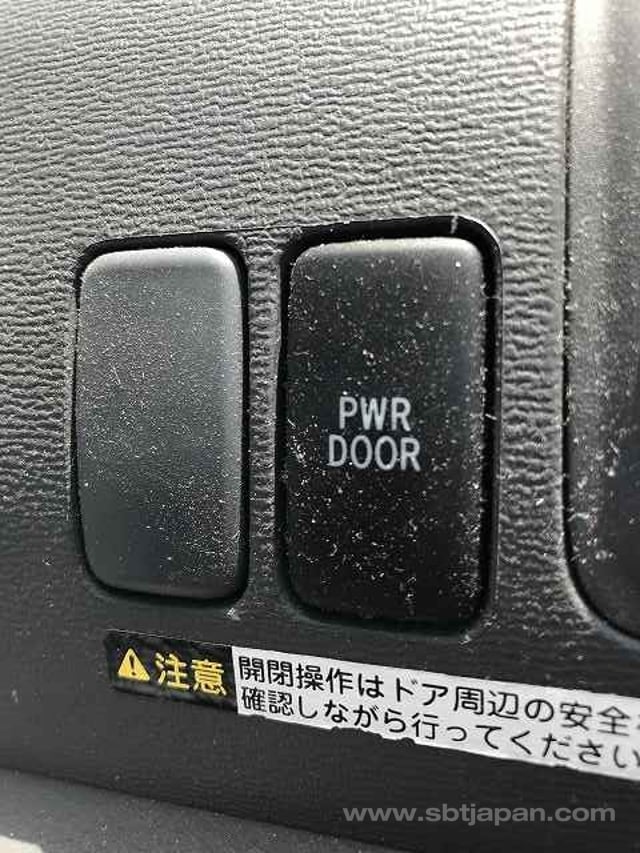 PWR
DOOR
注意
開閉操作はドア周辺の安全
確認しながら行ってください
www.sbtjapan.com